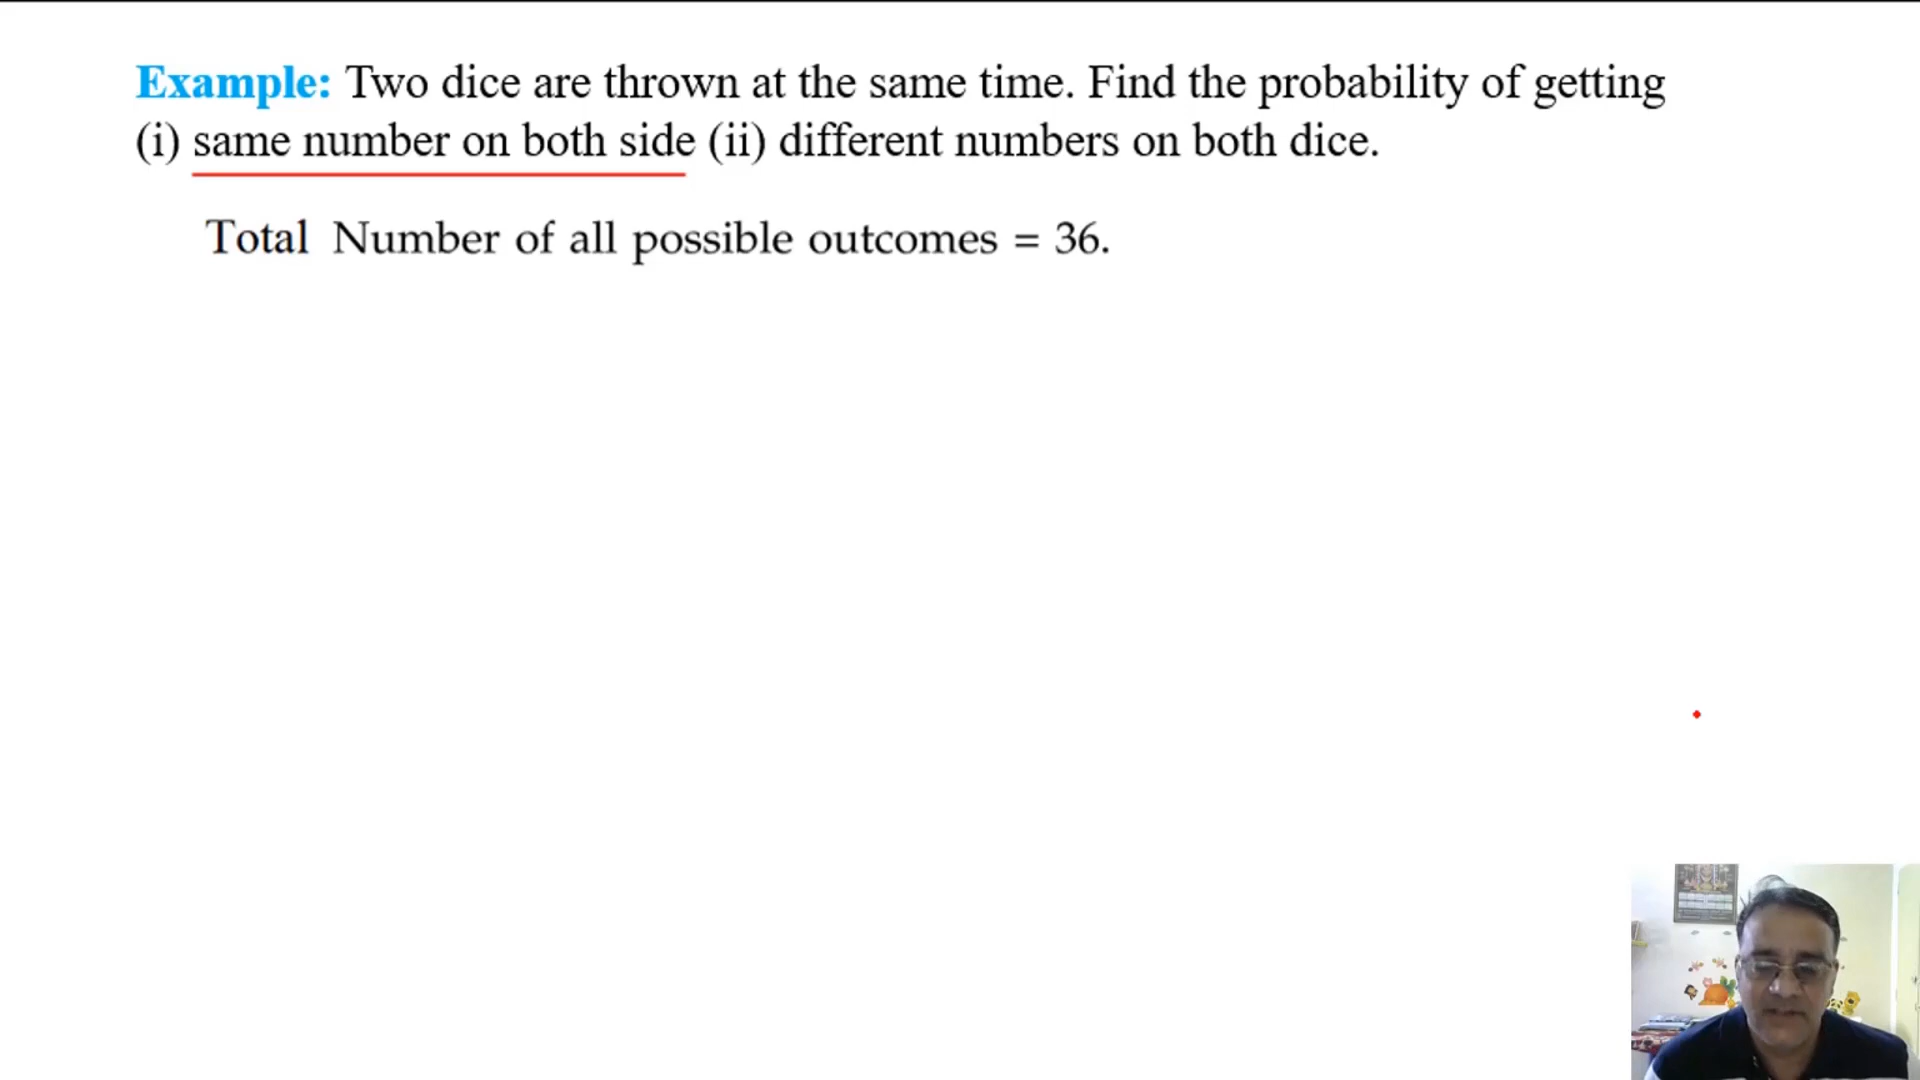 Example: Two dice are thrown at the same time. Find the probability of getting
(i) same number on both side (ii) different numbers on both dice.
Total Number of all possible outcomes = 36.